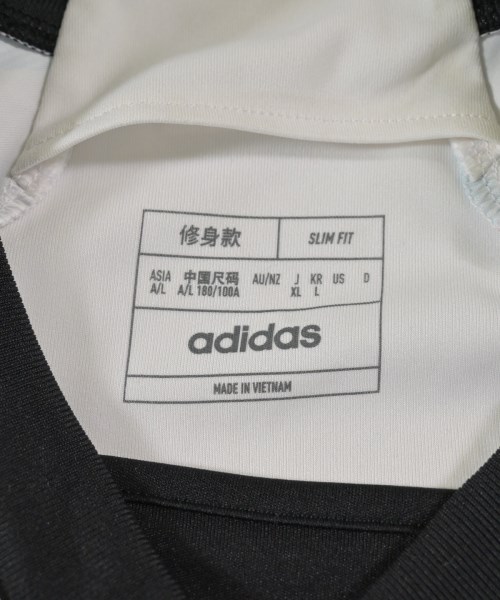 修身款 SLIM FIT
ASIA 中国尺码 AU/NZ J KR US D
A/L A/L 180/100A XL L
adidas
MADE IN VIETNAM